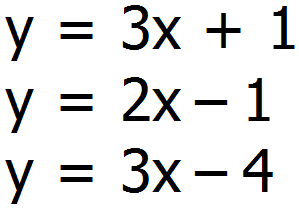 y = 3x + 1
y = 2x – 1
y = 3x – 4